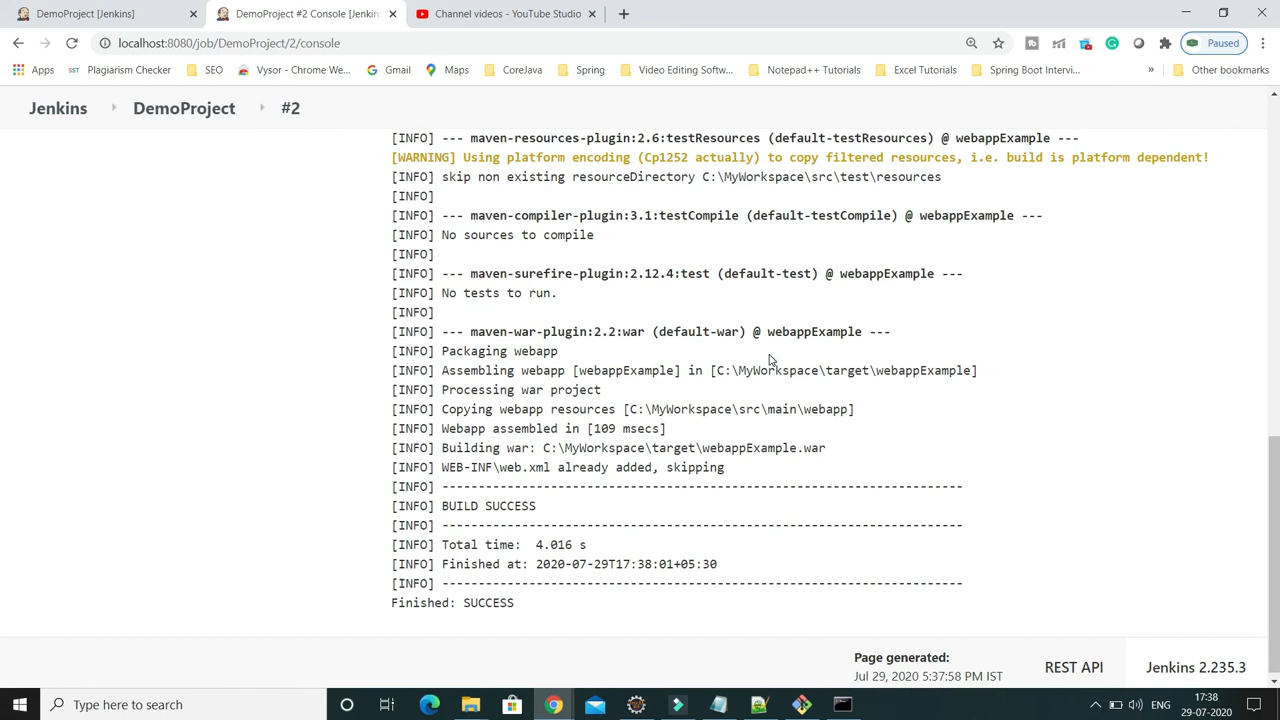 DemoProject [Jenkins]
DemoProject #2 Console [Jenkin
Channel videos - YouTube Studio
localhost:8080/job/DemoProject/2/console
Paused
Apps
SST Plagiarism Checker
SEO
Vysor - Chrome We...
Gmail
Maps
CoreJava
Spring
Video Editing Softw...
Notepad++ Tutorials
Excel Tutorials
Spring Boot Intervi...
»
Other bookmarks
Jenkins DemoProject #2
[INFO] --- maven-resources-plugin:2.6:testResources (default-testResources) @ webappExample ---
[WARNING] Using platform encoding (Cp1252 actually) to copy filtered resources, i.e. build is platform dependent!
[INFO] skip non existing resourceDirectory C:\MyWorkspace\src\test\resources
[INFO]
[INFO] --- maven-compiler-plugin:3.1:testCompile (default-testCompile) @ webappExample ---
[INFO] No sources to compile
[INFO]
[INFO] --- maven-surefire-plugin:2.12.4:test (default-test) @ webappExample ---
[INFO] No tests to run.
[INFO]
[INFO] --- maven-war-plugin:2.2:war (default-war) @ webappExample ---
[INFO] Packaging webapp
[INFO] Assembling webapp [webappExample] in [C:\MyWorkspace\target\webappExample]
[INFO] Processing war project
[INFO] Copying webapp resources [C:\MyWorkspace\src\main\webapp]
[INFO] Webapp assembled in [109 msecs]
[INFO] Building war: C:\MyWorkspace\target\webappExample.war
[INFO] WEB-INF\web.xml already added, skipping
[INFO] ------------------------------------------------------------------------
[INFO] BUILD SUCCESS
[INFO] ------------------------------------------------------------------------
[INFO] Total time:  4.016 s
[INFO] Finished at: 2020-07-29T17:38:01+05:30
[INFO] ------------------------------------------------------------------------
Finished: SUCCESS
Page generated:
Jul 29, 2020 5:37:58 PM IST
REST API
Jenkins 2.235.3
Type here to search
ENG
17:38
29-07-2020